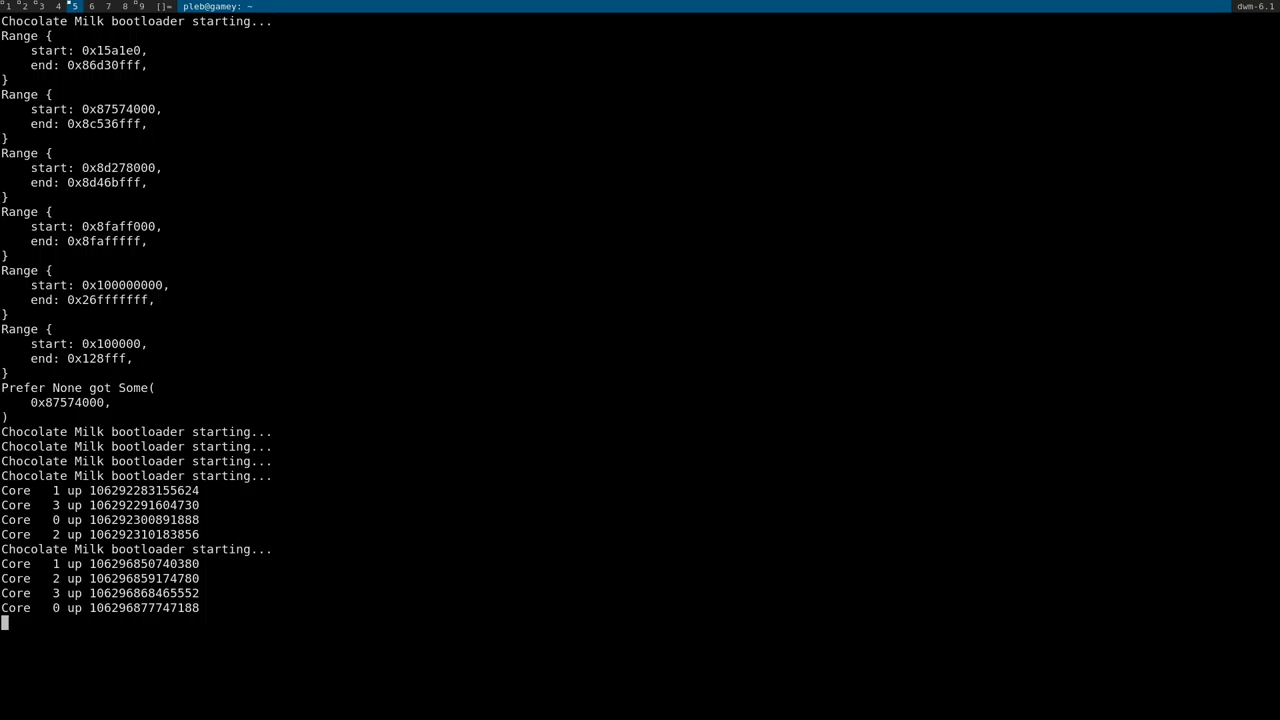 1 2 3 4 5 6 7 8 9 []= pleb@gamey: ~ dwm-6.1
Chocolate Milk bootloader starting...
Range {
    start: 0x15a1e0,
    end: 0x86d30fff,
}
Range {
    start: 0x87574000,
    end: 0x8c536fff,
}
Range {
    start: 0x8d278000,
    end: 0x8d46bfff,
}
Range {
    start: 0x8faff000,
    end: 0x8fafffff,
}
Range {
    start: 0x100000000,
    end: 0x26fffffff,
}
Range {
    start: 0x100000,
    end: 0x128fff,
}
Prefer None got Some(
    0x87574000,
)
Chocolate Milk bootloader starting...
Chocolate Milk bootloader starting...
Chocolate Milk bootloader starting...
Chocolate Milk bootloader starting...
Core   1 up 106292283155624
Core   3 up 106292291604730
Core   0 up 106292300891888
Core   2 up 106292310183856
Chocolate Milk bootloader starting...
Core   1 up 106296850740380
Core   2 up 106296859174780
Core   3 up 106296868465552
Core   0 up 106296877747188